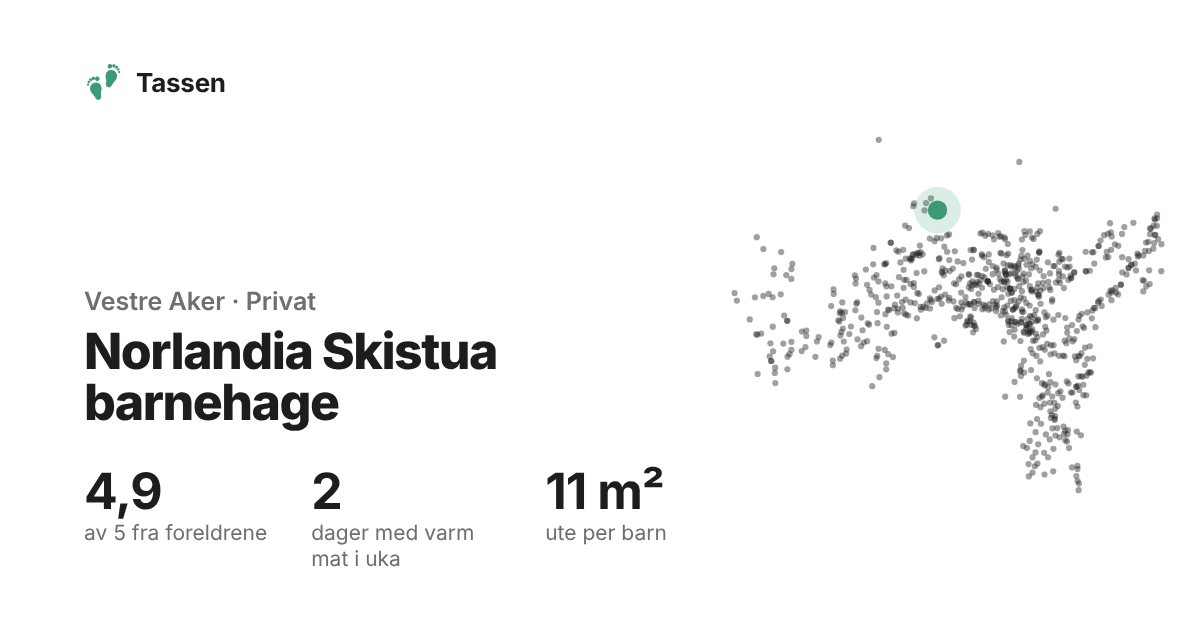 Tassen
Vestre Aker · Privat
Norlandia Skistua
barnehage
4,9
av 5 fra foreldrene
2
dager med varm
mat i uka
11 m²
ute per barn